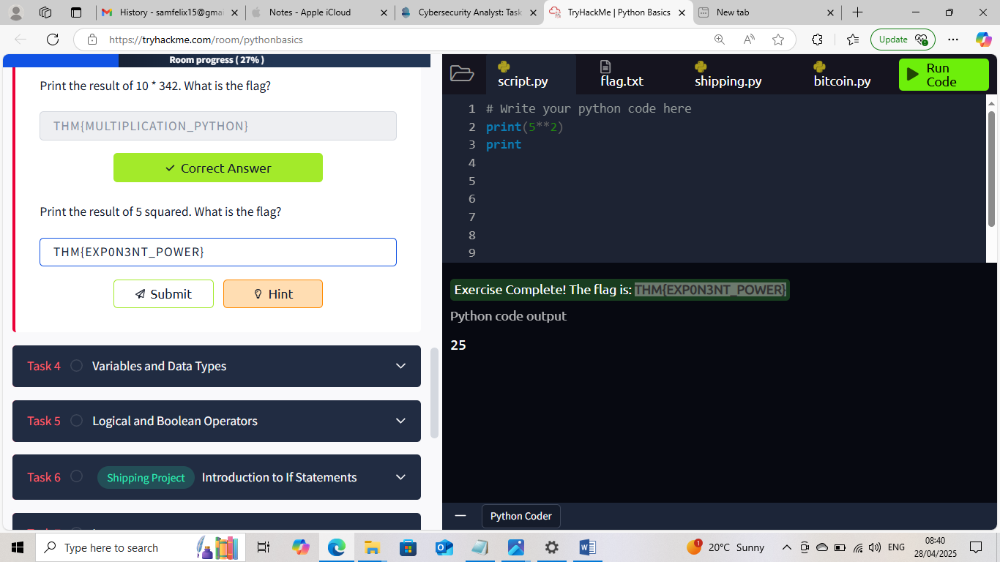 History - samfelix15@gmai
Notes - Apple iCloud
Cybersecurity Analyst: Task
TryHackMe | Python Basics
New tab
https://tryhackme.com/room/pythonbasics
Update
Room progress ( 27% )
Print the result of 10 * 342. What is the flag?
THM{MULTIPLICATION_PYTHON}
Correct Answer
Print the result of 5 squared. What is the flag?
THM{EXP0N3NT_POWER}
Submit
Hint
Task 4 Variables and Data Types
Task 5 Logical and Boolean Operators
Task 6 Shipping Project Introduction to If Statements
script.py
flag.txt
shipping.py
bitcoin.py
Run
Code
1 # Write your python code here
2 print(5**2)
3 print
4
5
6
7
8
9
Exercise Complete! The flag is: THM{EXP0N3NT_POWER}
Python code output
25
Python Coder
Type here to search
1
20°C Sunny
ENG
08:40
28/04/2025